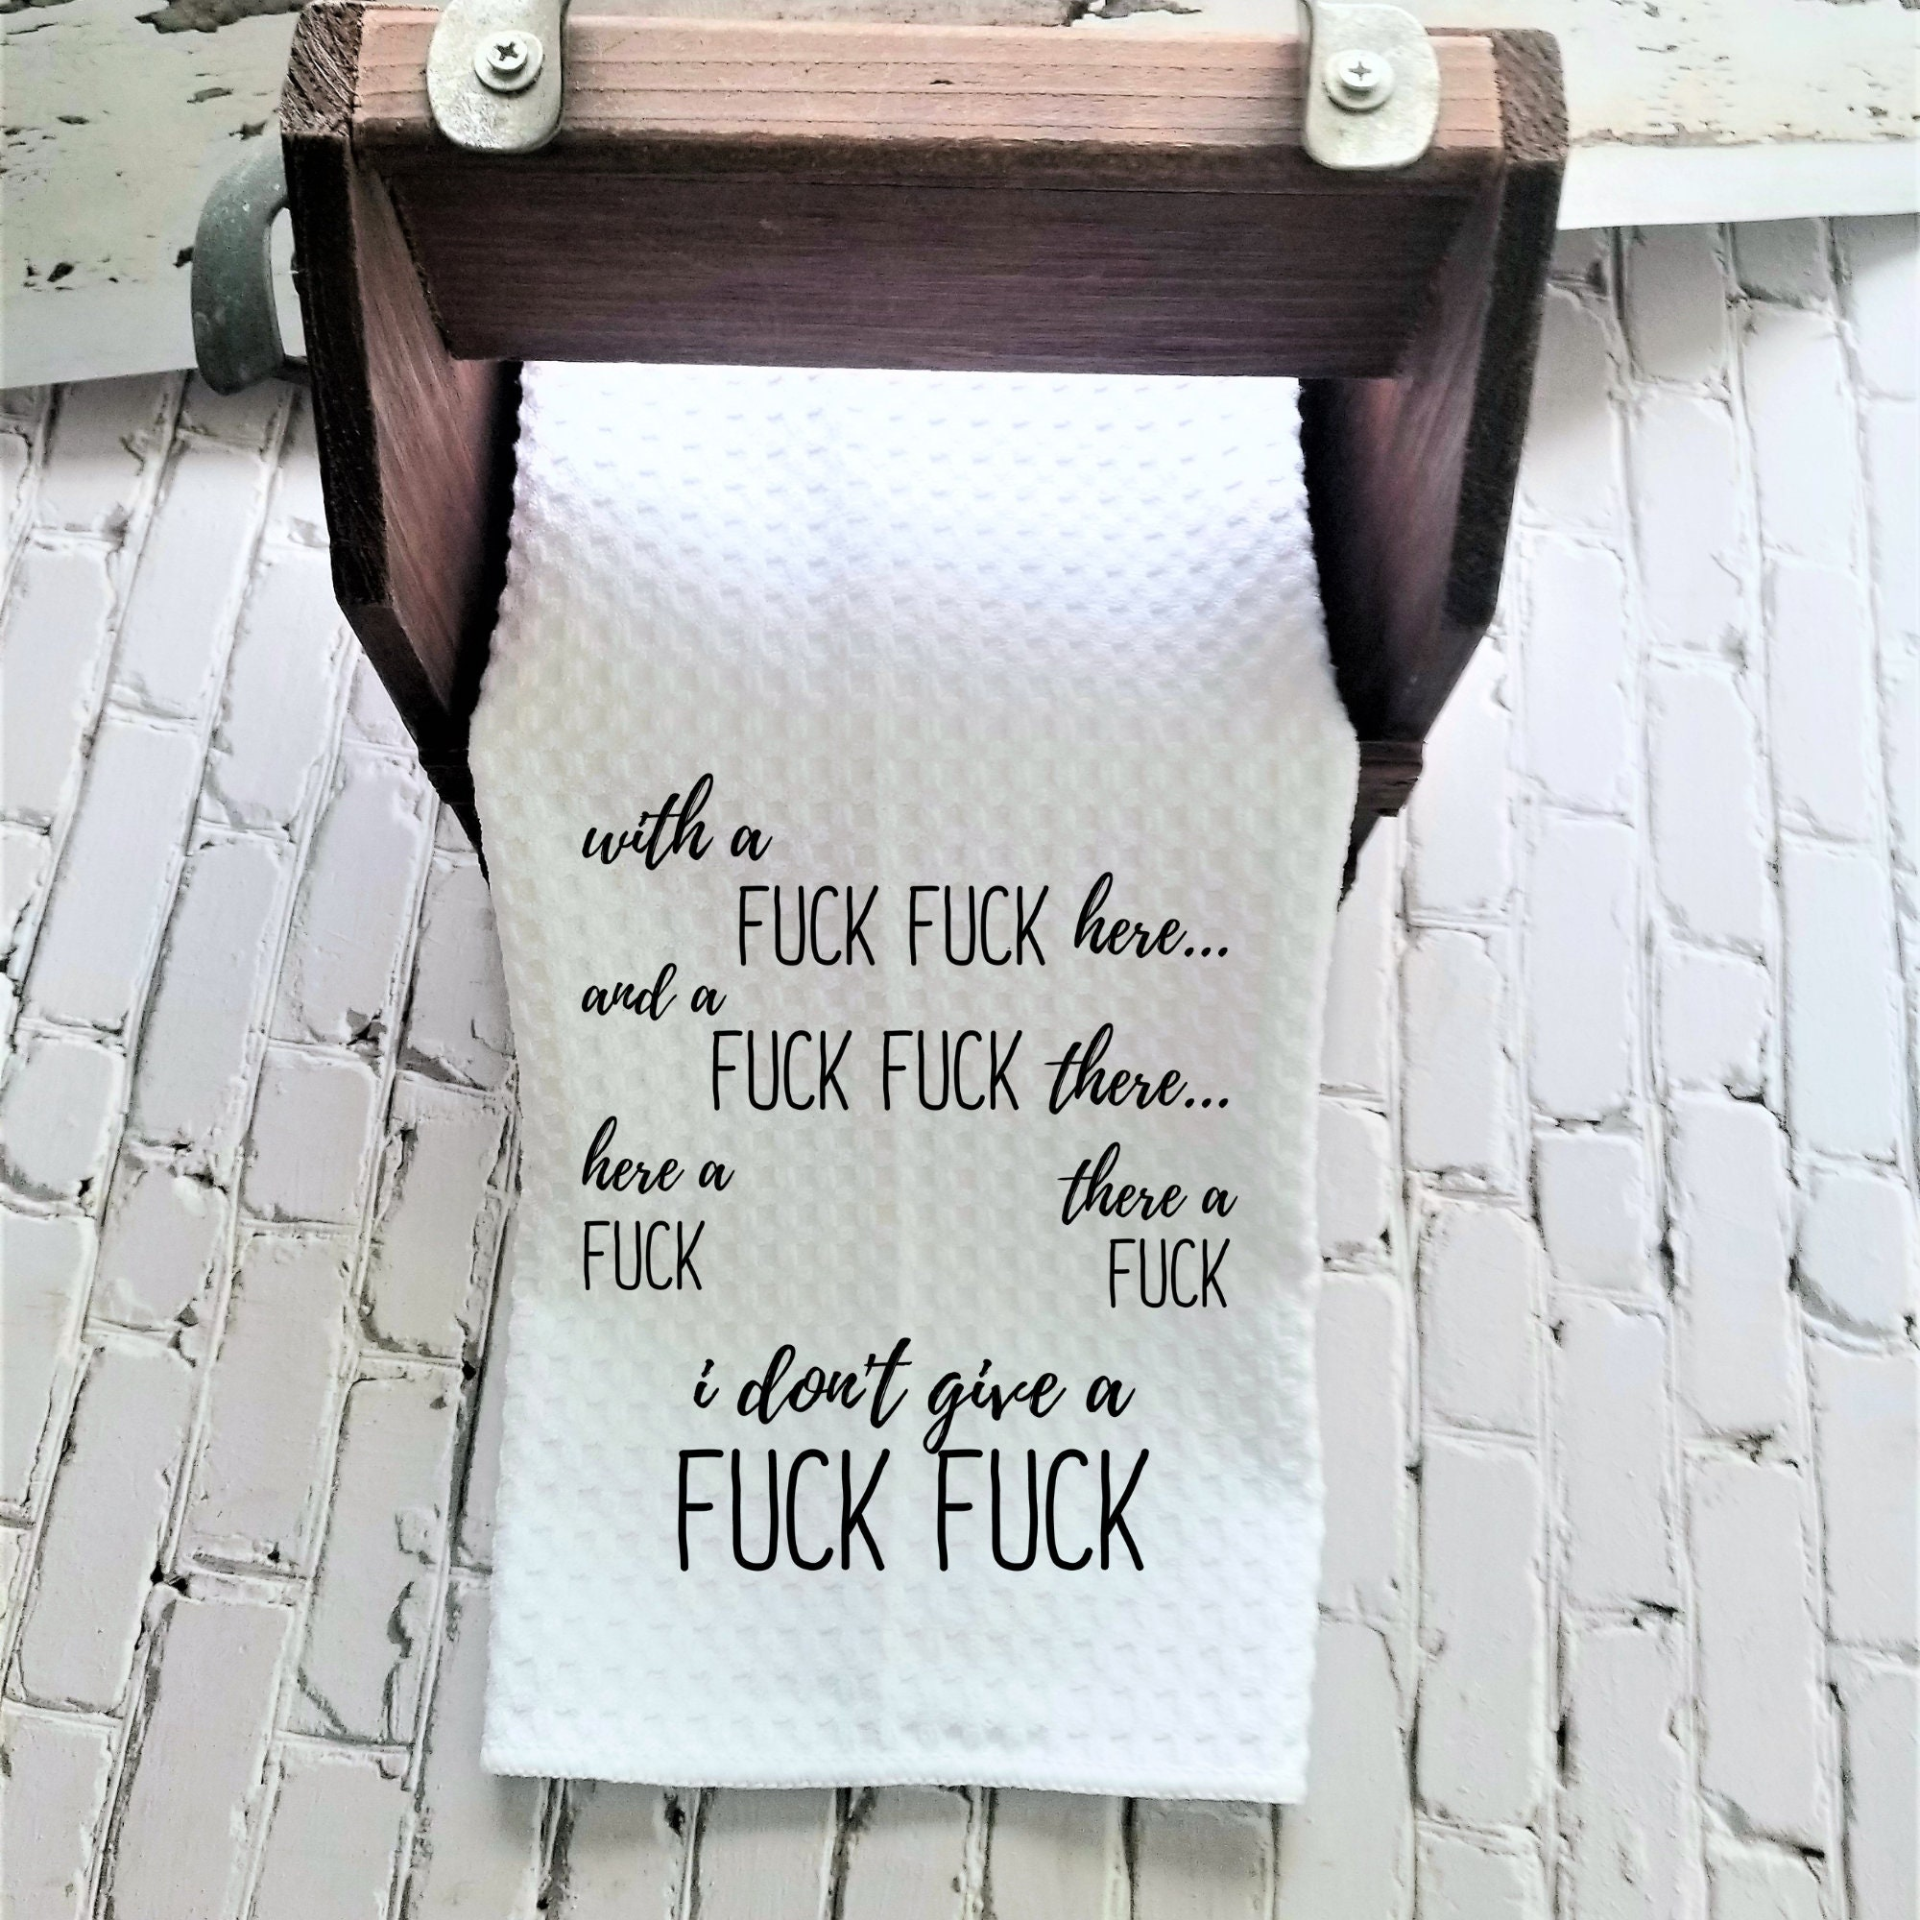 with a
FUCK FUCK here...
and a
FUCK FUCK there...
here a
FUCK
there a
FUCK
i don't give a
FUCK FUCK